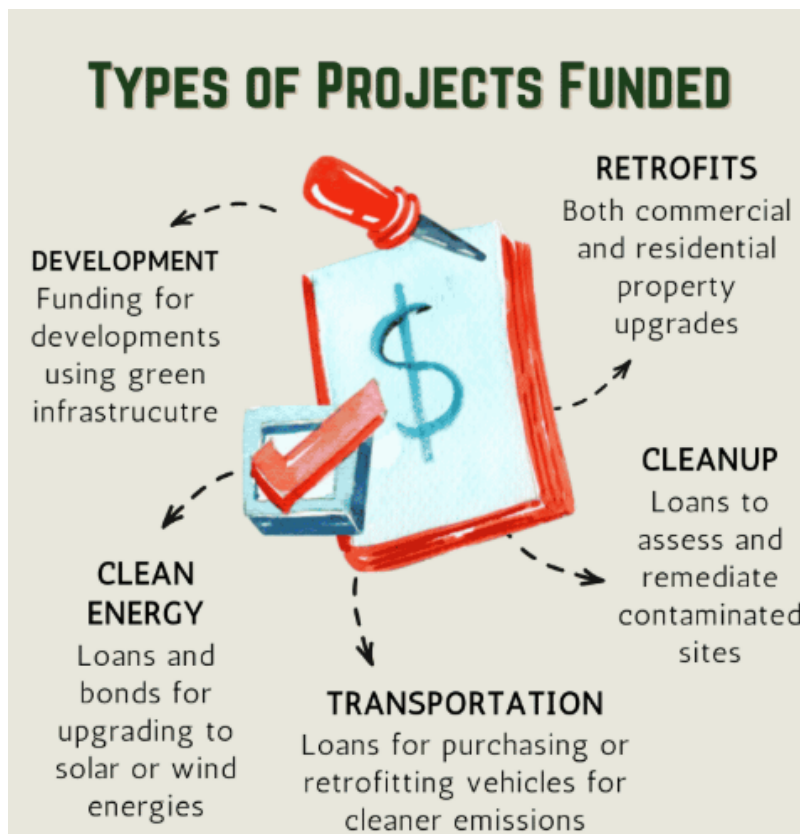 TYPES OF PROJECTS FUNDED
DEVELOPMENT
Funding for
developments
using green
infrastrucutre
RETROFITS
Both commercial
and residential
property
upgrades
$
CLEAN
ENERGY
Loans and
bonds for
upgrading to
solar or wind
energies
TRANSPORTATION
Loans for purchasing or
retrofitting vehicles for
cleaner emissions
CLEANUP
Loans to
assess and
remediate
contaminated
sites